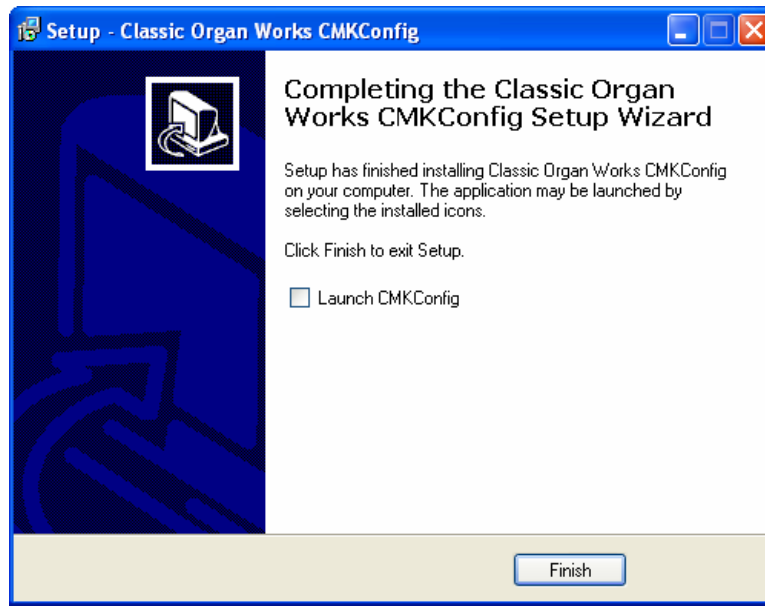 Setup - Classic Organ Works CMKConfig
Completing the Classic Organ
Works CMKConfig Setup Wizard
Setup has finished installing Classic Organ Works CMKConfig
on your computer. The application may be launched by
selecting the installed icons.
Click Finish to exit Setup.
Launch CMKConfig
Finish